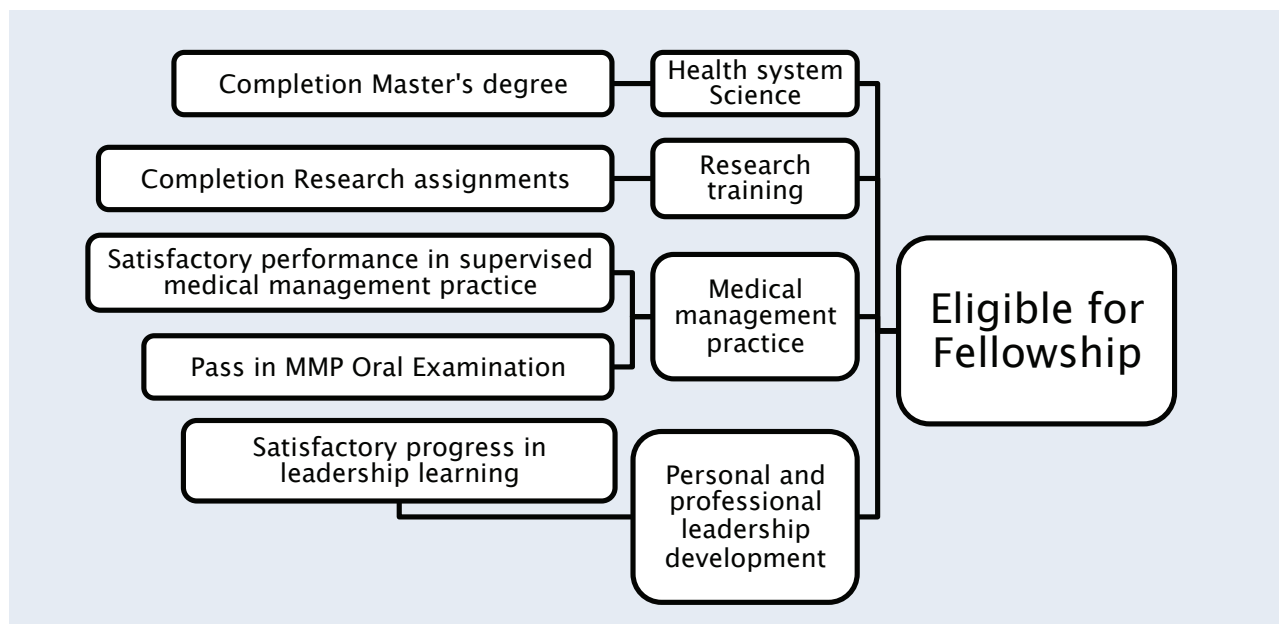 Completion Master's degree
Health system
Science
Completion Research assignments
Research
training
Satisfactory performance in supervised
medical management practice
Pass in MMP Oral Examination
Medical
management
practice
Satisfactory progress in
leadership learning
Personal and
professional
leadership
development
Eligible for
Fellowship